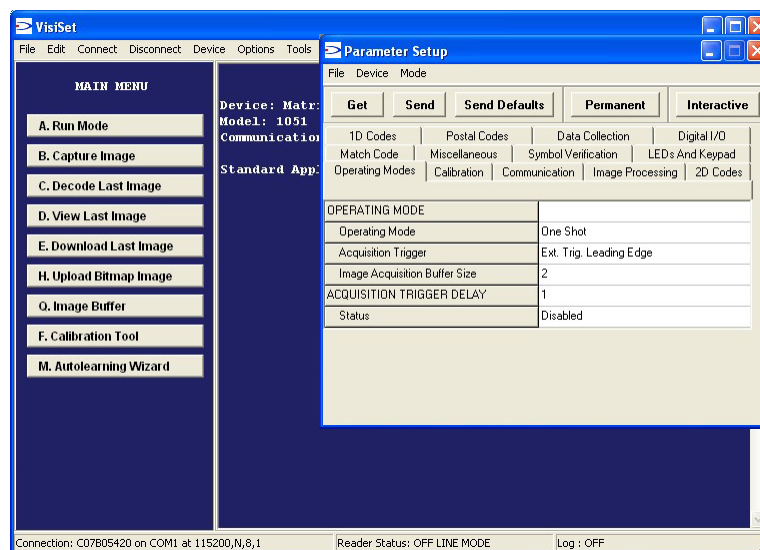 VisiSet
File Edit Connect Disconnect Device Options Tools
MAIN MENU
A. Run Mode
B. Capture Image
C. Decode Last Image
D. View Last Image
E. Download Last Image
H. Upload Bitmap Image
Q. Image Buffer
F. Calibration Tool
M. Autolearning Wizard
Device: Matr
Model: 1051
Communication
Standard Appl
Parameter Setup
File Device Mode
Get Send Send Defaults Permanent Interactive
1D Codes Postal Codes Data Collection Digital I/O
Match Code Miscellaneous Symbol Verification LEDs And Keypad
Operating Modes Calibration Communication Image Processing 2D Codes
OPERATING MODE
Operating Mode One Shot
Acquisition Trigger Ext. Trig. Leading Edge
Image Acquisition Buffer Size 2
ACQUISITION TRIGGER DELAY 1
Status Disabled
Connection: C07B05420 on COM1 at 115200,N,8,1 Reader Status: OFF LINE MODE Log : OFF